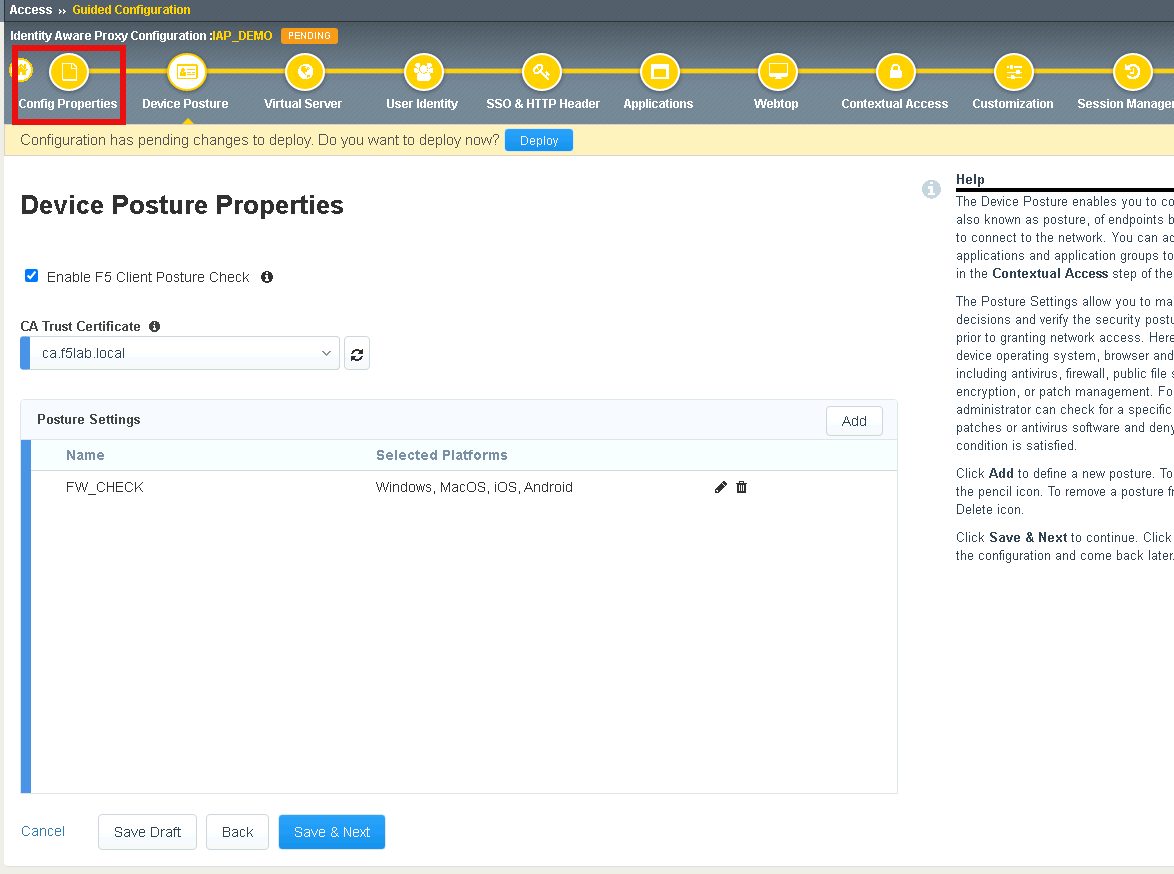 Access » Guided Configuration
Identity Aware Proxy Configuration :IAP_DEMO PENDING
Config Properties Device Posture Virtual Server User Identity SSO & HTTP Header Applications Webtop Contextual Access Customization Session Manager
Configuration has pending changes to deploy. Do you want to deploy now? Deploy
Device Posture Properties
Enable F5 Client Posture Check
CA Trust Certificate
ca.f5lab.local
Posture Settings Add
Name Selected Platforms
FW_CHECK Windows, MacOS, iOS, Android
Cancel Save Draft Back Save & Next
Help
The Device Posture enables you to co
also known as posture, of endpoints b
to connect to the network. You can ac
applications and application groups to
in the Contextual Access step of the
The Posture Settings allow you to ma
decisions and verify the security postu
prior to granting network access. Here
device operating system, browser and
including antivirus, firewall, public file s
encryption, or patch management. Fo
administrator can check for a specific
patches or antivirus software and deny
condition is satisfied.
Click Add to define a new posture. To
the pencil icon. To remove a posture fr
Delete icon.
Click Save & Next to continue. Click
the configuration and come back later.